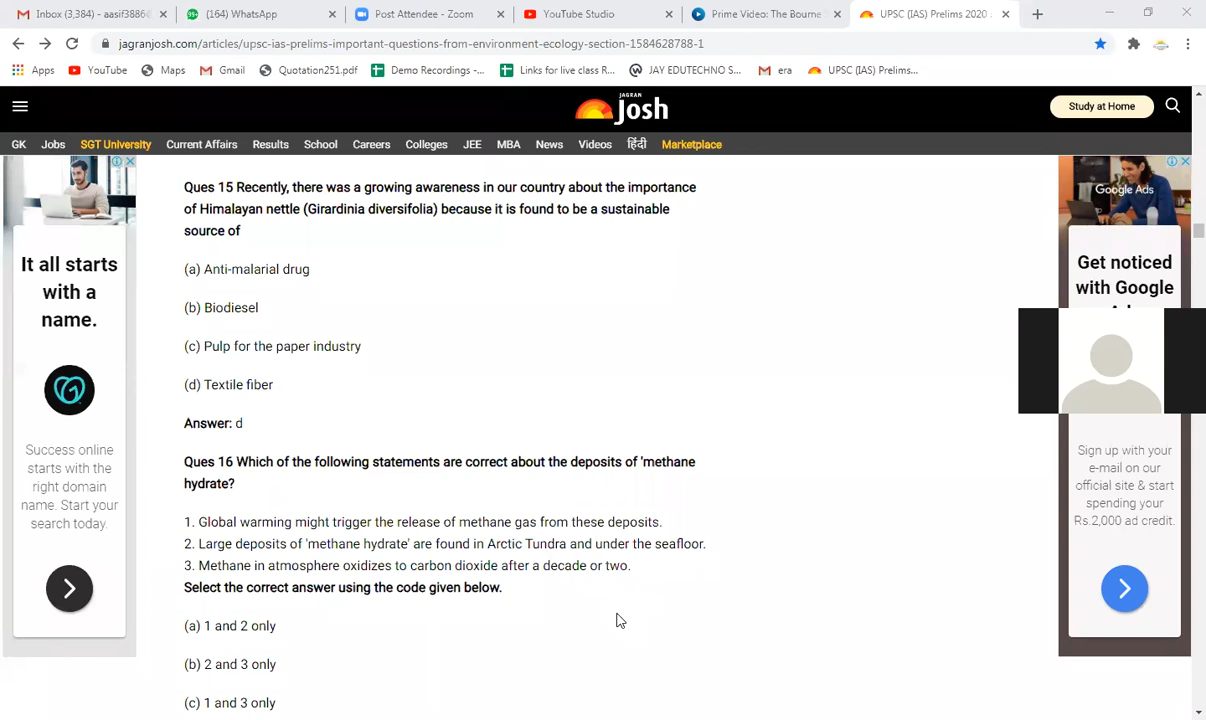 Inbox (3,384) - aasif3886@
(164) WhatsApp
Post Attendee - Zoom
YouTube Studio
Prime Video: The Bourne
UPSC (IAS) Prelims 2020
jagranjosh.com/articles/upsc-ias-prelims-important-questions-from-environment-ecology-section-1584628788-1
Apps
YouTube
Maps
Gmail
Quotation251.pdf
Demo Recordings -...
Links for live class R...
JAY EDUTECHNO S...
era
UPSC (IAS) Prelims...
JAGRAN
Josh
Study at Home
GK Jobs SGT University Current Affairs Results School Careers Colleges JEE MBA News Videos हिंदी Marketplace
Ques 15 Recently, there was a growing awareness in our country about the importance
of Himalayan nettle (Girardinia diversifolia) because it is found to be a sustainable
source of
(a) Anti-malarial drug
(b) Biodiesel
(c) Pulp for the paper industry
(d) Textile fiber
Answer: d
Ques 16 Which of the following statements are correct about the deposits of 'methane
hydrate?
1. Global warming might trigger the release of methane gas from these deposits.
2. Large deposits of 'methane hydrate' are found in Arctic Tundra and under the seafloor.
3. Methane in atmosphere oxidizes to carbon dioxide after a decade or two.
Select the correct answer using the code given below.
(a) 1 and 2 only
(b) 2 and 3 only
(c) 1 and 3 only
It all starts
with a
name.
Success online
starts with the
right domain
name. Start your
search today.
Google Ads
Get noticed
with Google
Sign up with your
e-mail on our
official site & start
spending your
Rs.2,000 ad credit.